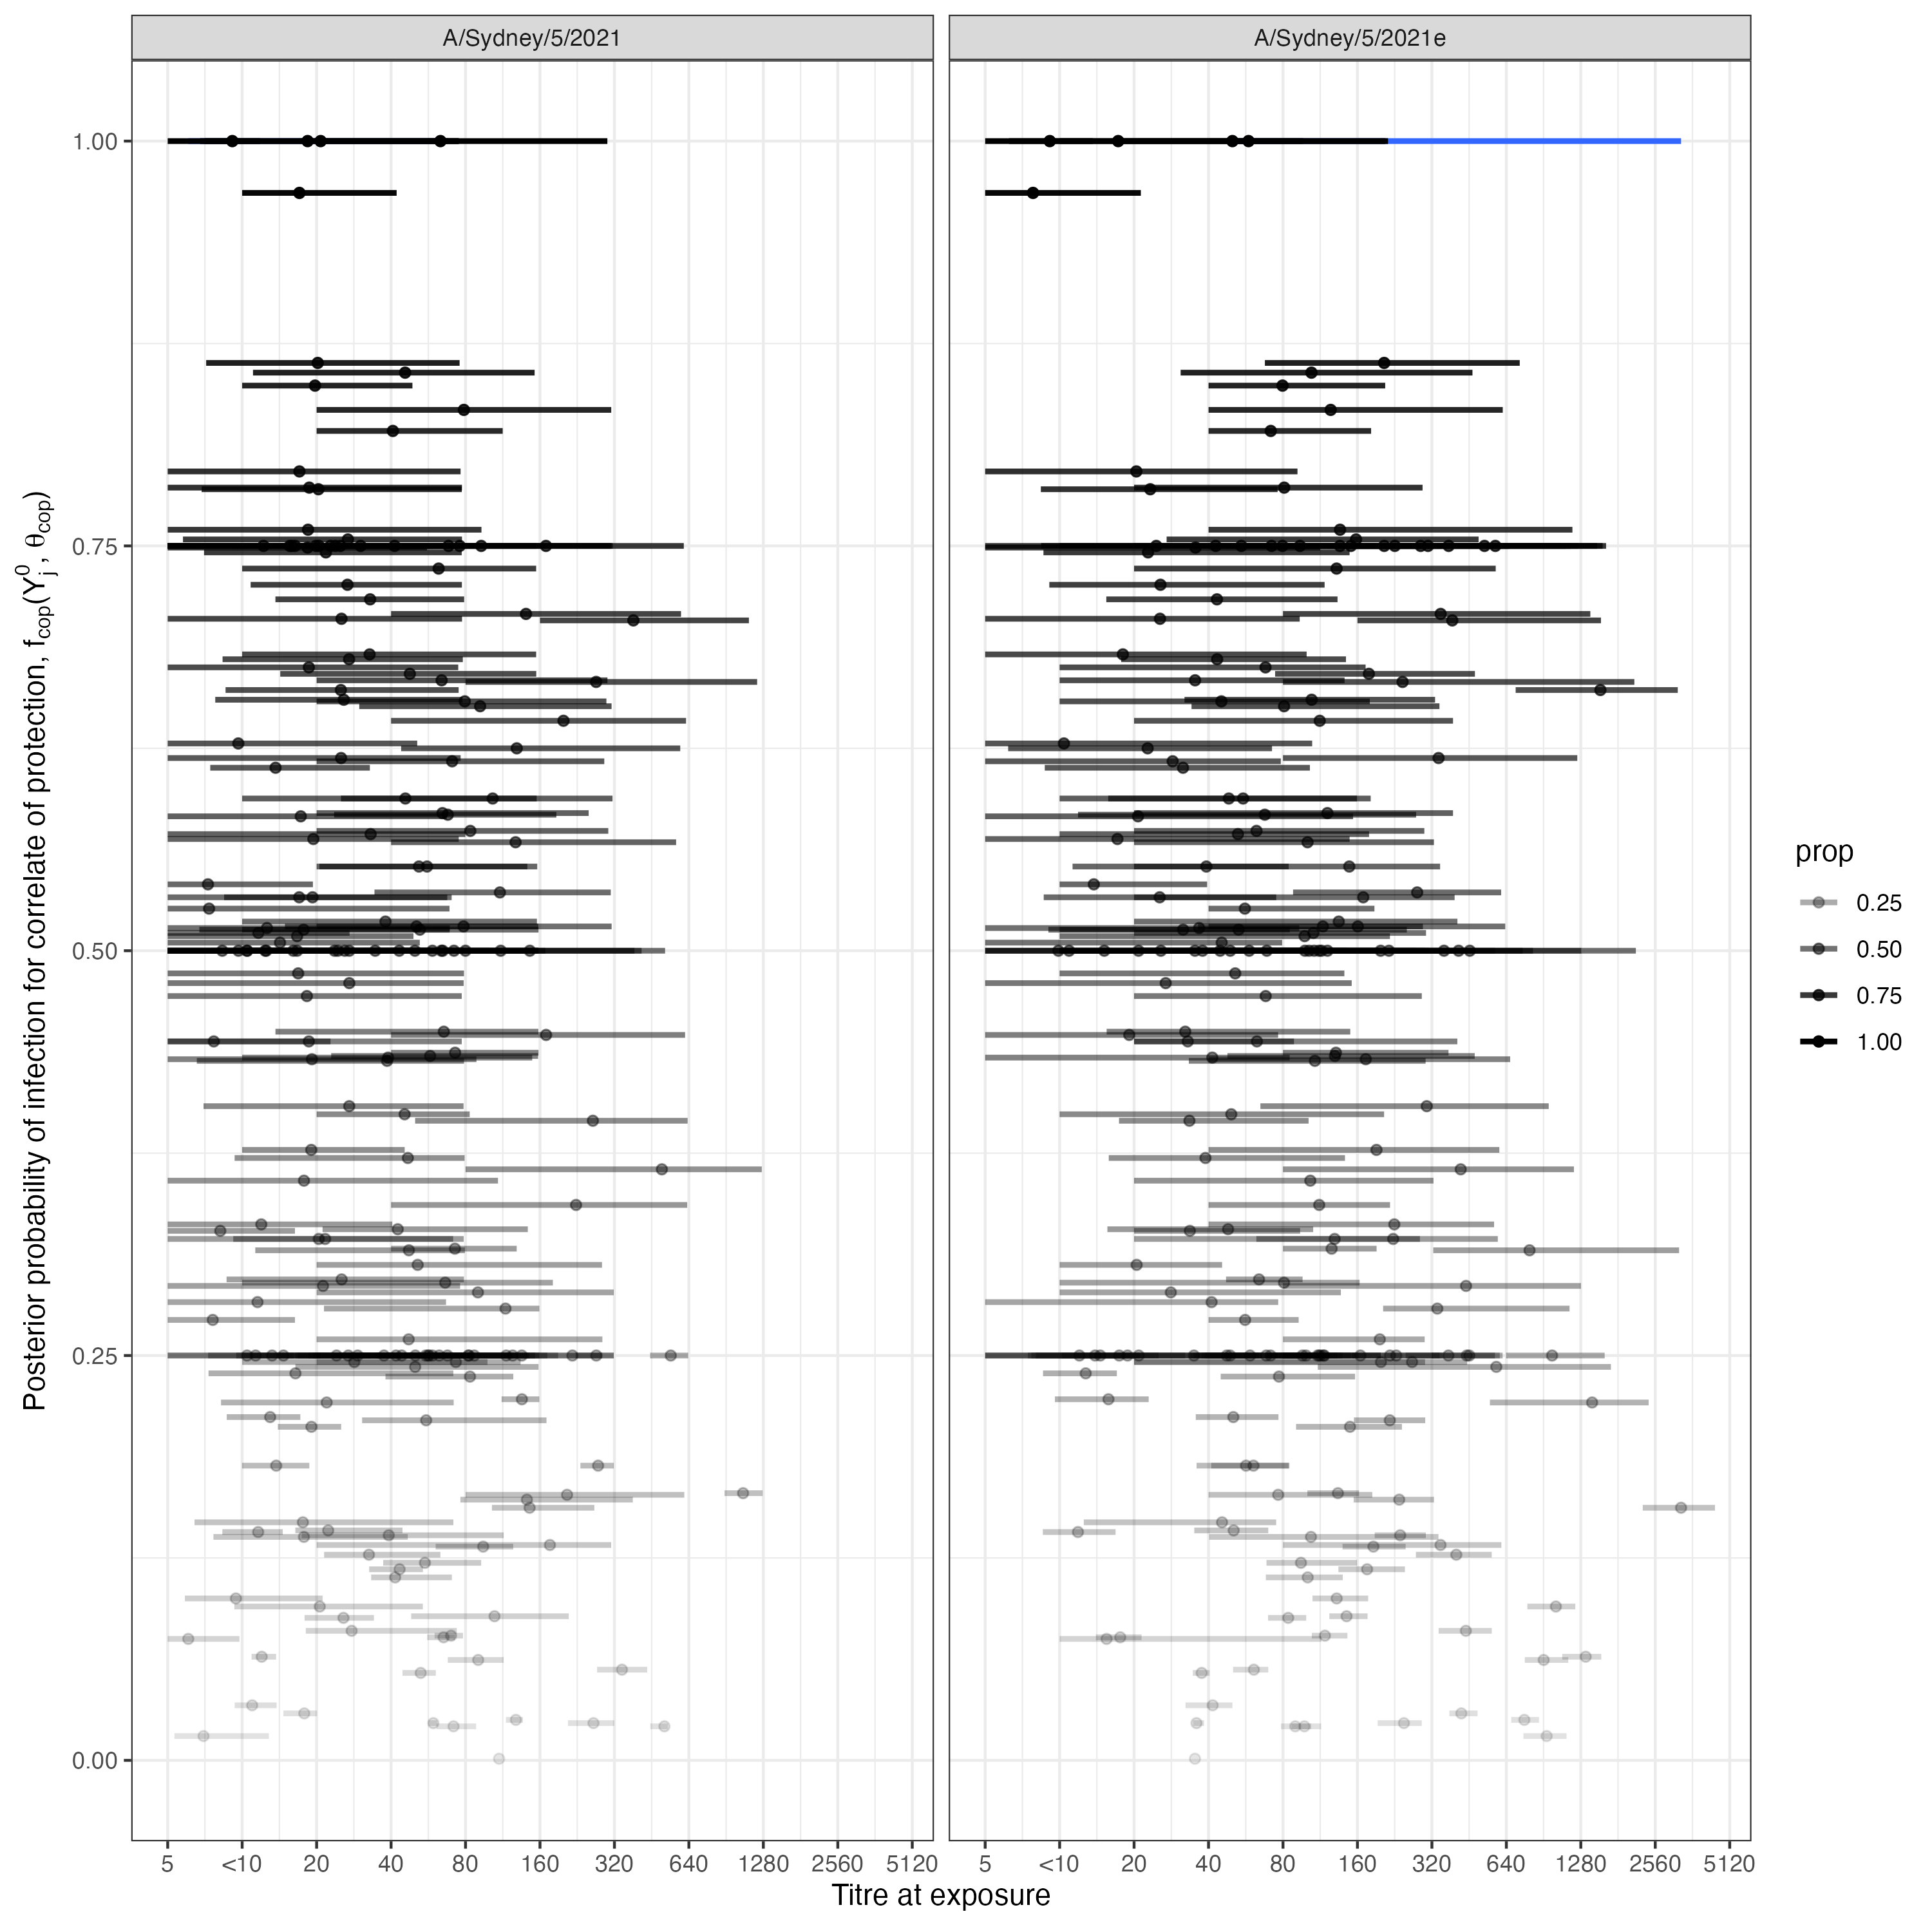 A/Sydney/5/2021
A/Sydney/5/2021e
Posterior probability of infection for correlate of protection, f_cop(Y_j^0, θ_cop)
1.00
0.75
0.50
0.25
0.00
5 <10 20 40 80 160 320 640 1280 2560 5120
5 <10 20 40 80 160 320 640 1280 2560 5120
Titre at exposure
prop
0.25
0.50
0.75
1.00